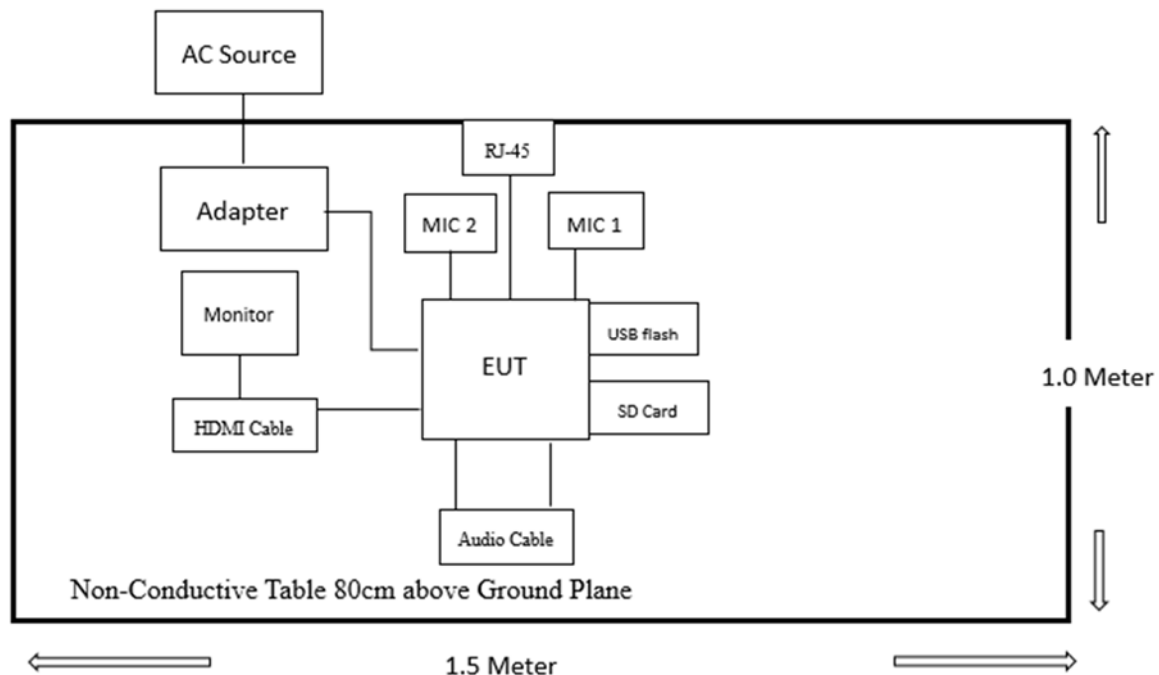 AC Source
RJ-45
Adapter
MIC 2
MIC 1
Monitor
USB flash
EUT
1.0 Meter
SD Card
HDMI Cable
Audio Cable
Non-Conductive Table 80cm above Ground Plane
1.5 Meter